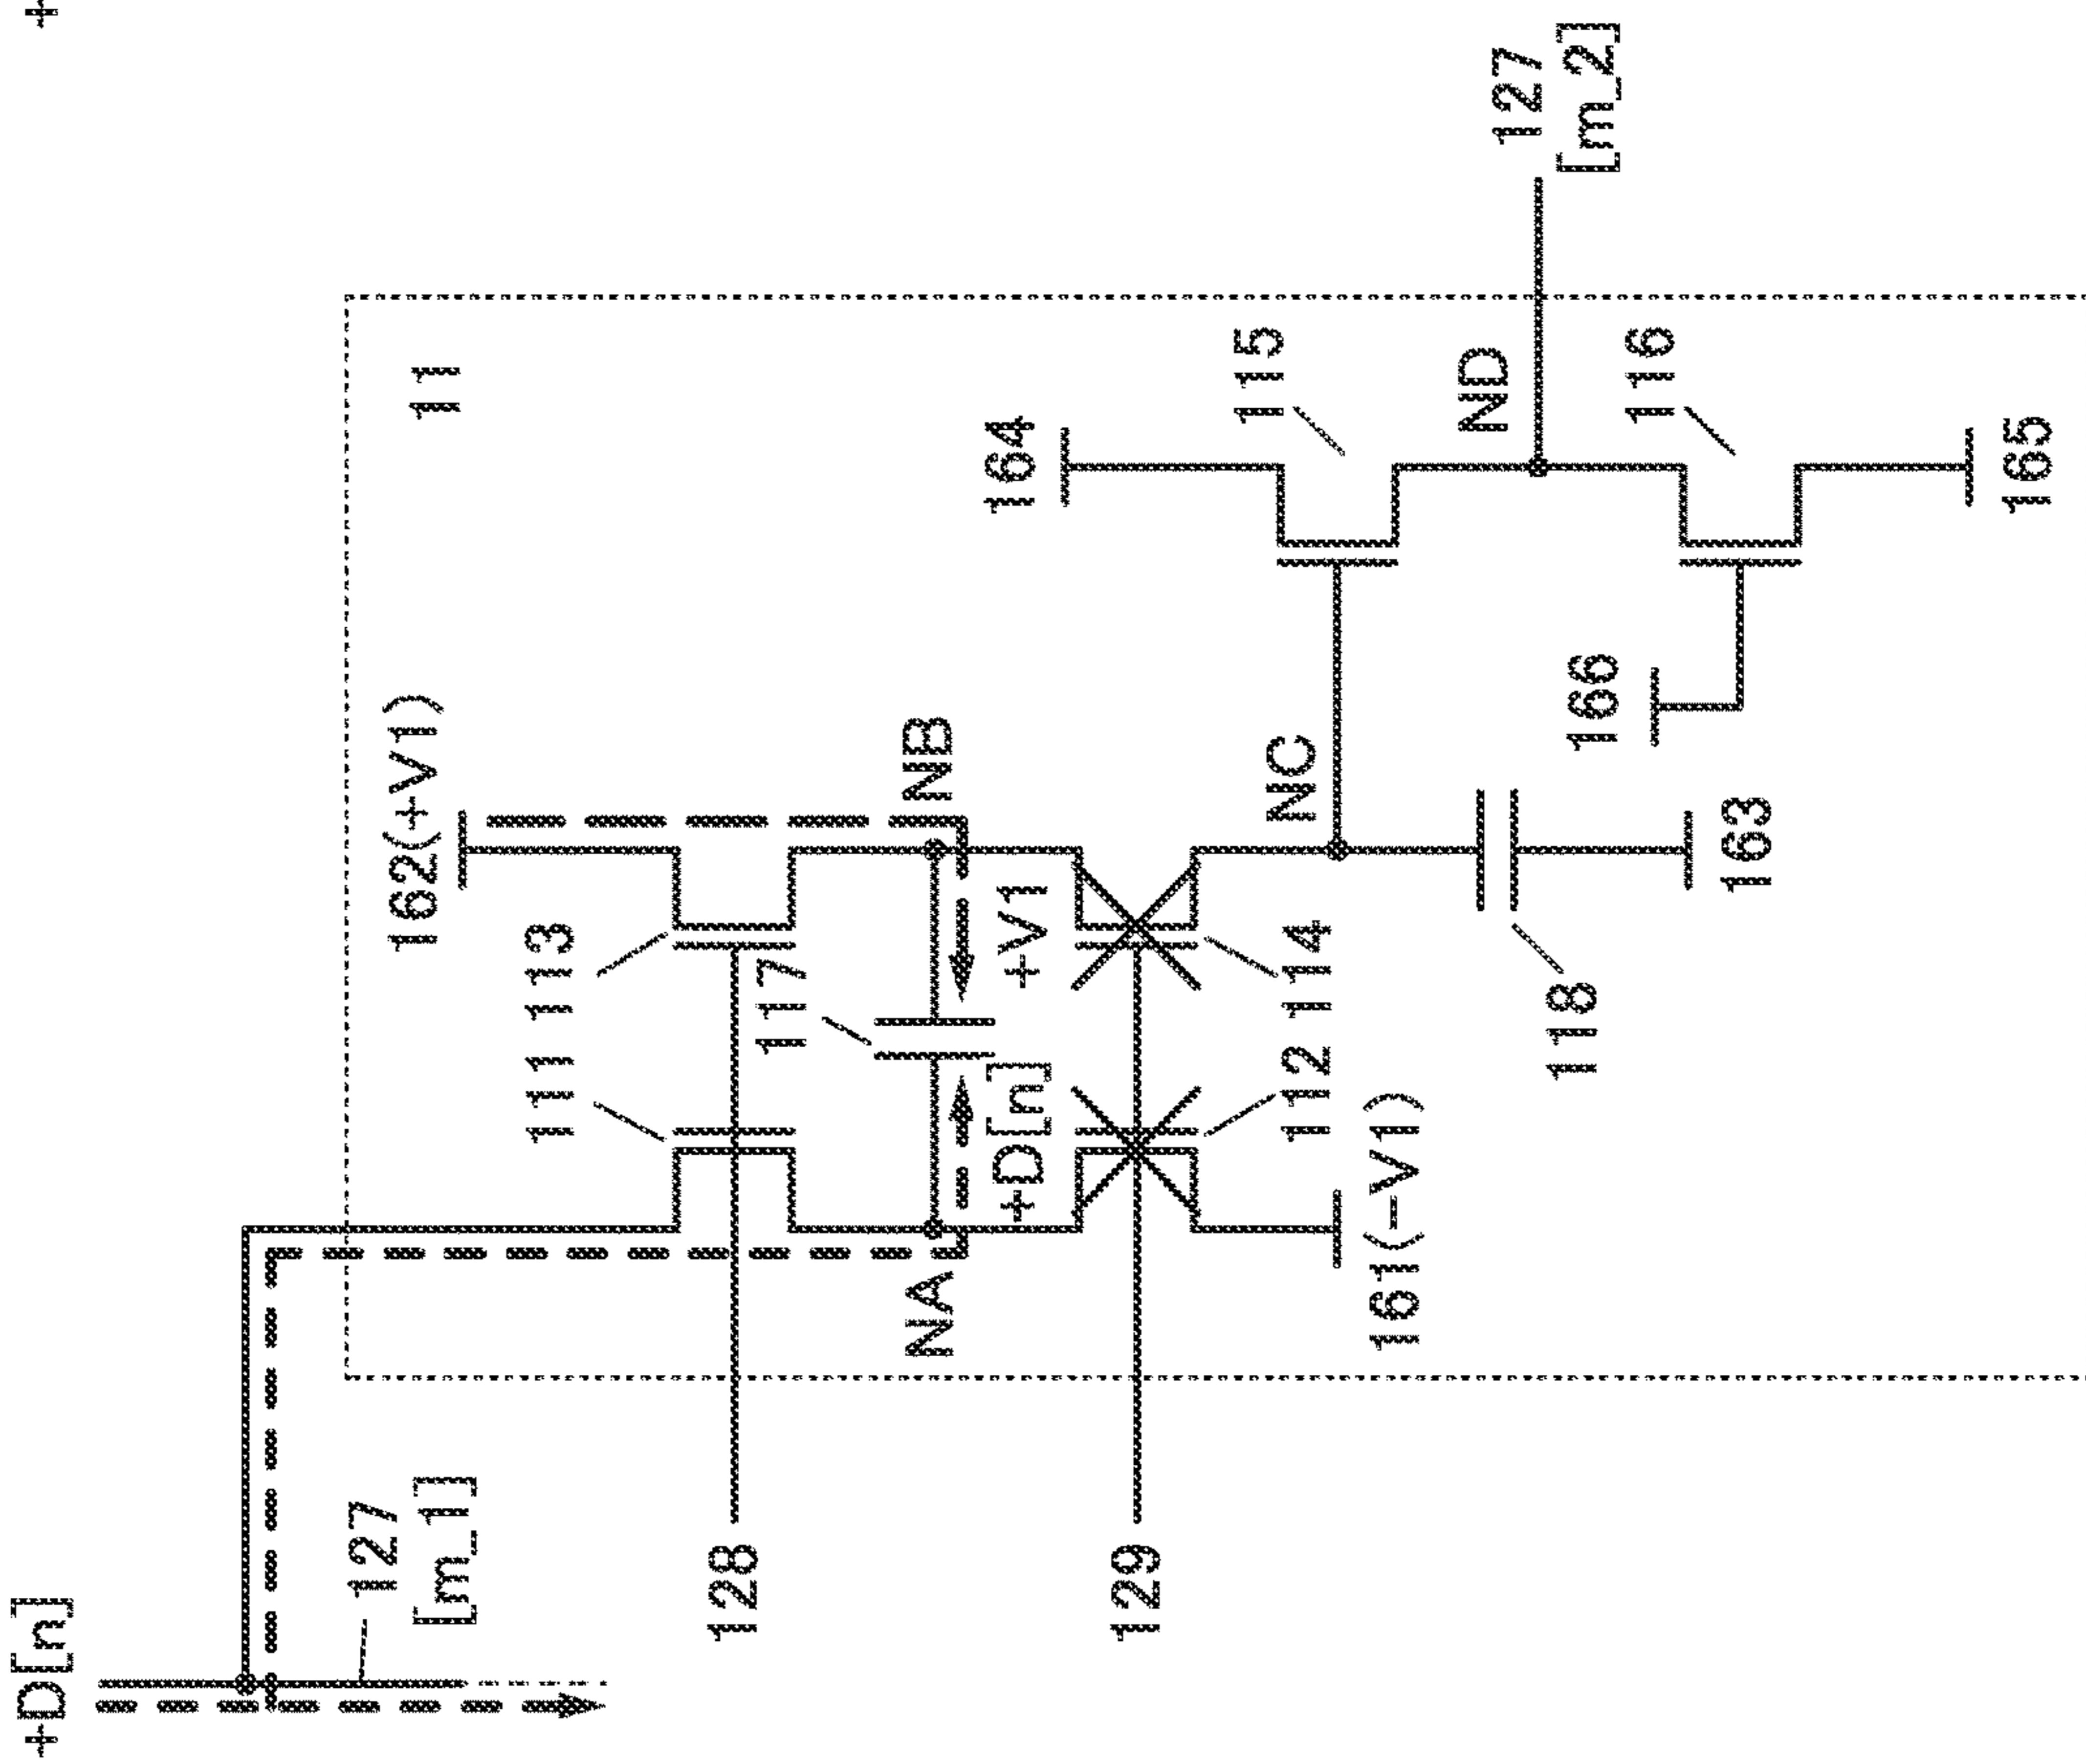 +
+D[n]
127
[m_1]
128
129
11
162(+V1)
111
113
117
NA
NB
+D[n]
+V1
112
114
161(-V1)
NC
118
163
164
115
ND
127
[m_2]
116
166
165